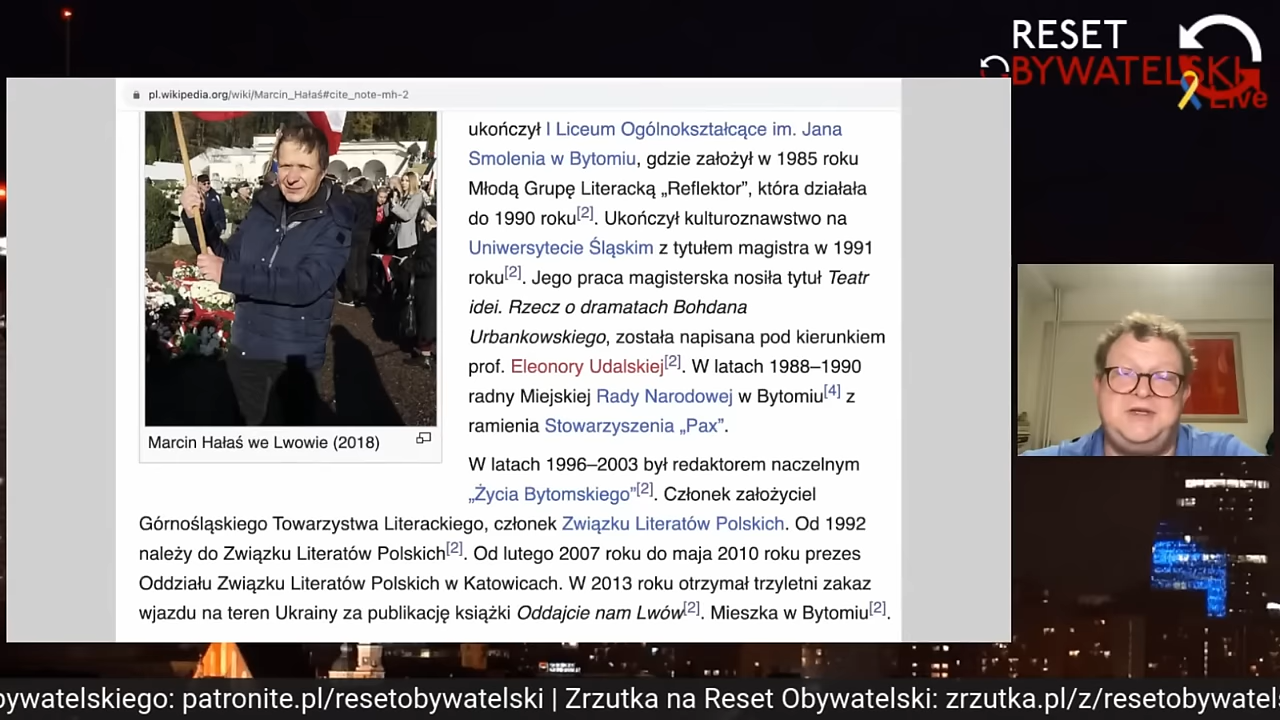 RESET
OBYWATELSKI
Live
pl.wikipedia.org/wiki/Marcin_Hałaś#cite_note-mh-2
ukończył I Liceum Ogólnokształcące im. Jana
Smolenia w Bytomiu, gdzie założył w 1985 roku
Młodą Grupę Literacką „Reflektor”, która działała
do 1990 roku[2]. Ukończył kulturoznawstwo na
Uniwersytecie Śląskim z tytułem magistra w 1991
roku[2]. Jego praca magisterska nosiła tytuł Teatr
idei. Rzecz o dramatach Bohdana
Urbankowskiego, została napisana pod kierunkiem
prof. Eleonory Udalskiej[2]. W latach 1988–1990
radny Miejskiej Rady Narodowej w Bytomiu[4] z
ramienia Stowarzyszenia „Pax”.
Marcin Hałaś we Lwowie (2018)
W latach 1996–2003 był redaktorem naczelnym
„Życia Bytomskiego”[2]. Członek założyciel
Górnośląskiego Towarzystwa Literackiego, członek Związku Literatów Polskich. Od 1992
należy do Związku Literatów Polskich[2]. Od lutego 2007 roku do maja 2010 roku prezes
Oddziału Związku Literatów Polskich w Katowicach. W 2013 roku otrzymał trzyletni zakaz
wjazdu na teren Ukrainy za publikację książki Oddajcie nam Lwów[2]. Mieszka w Bytomiu[2].
bywatelskiego: patronite.pl/resetobywatelski | Zrzutka na Reset Obywatelski: zrzutka.pl/z/resetobywatels